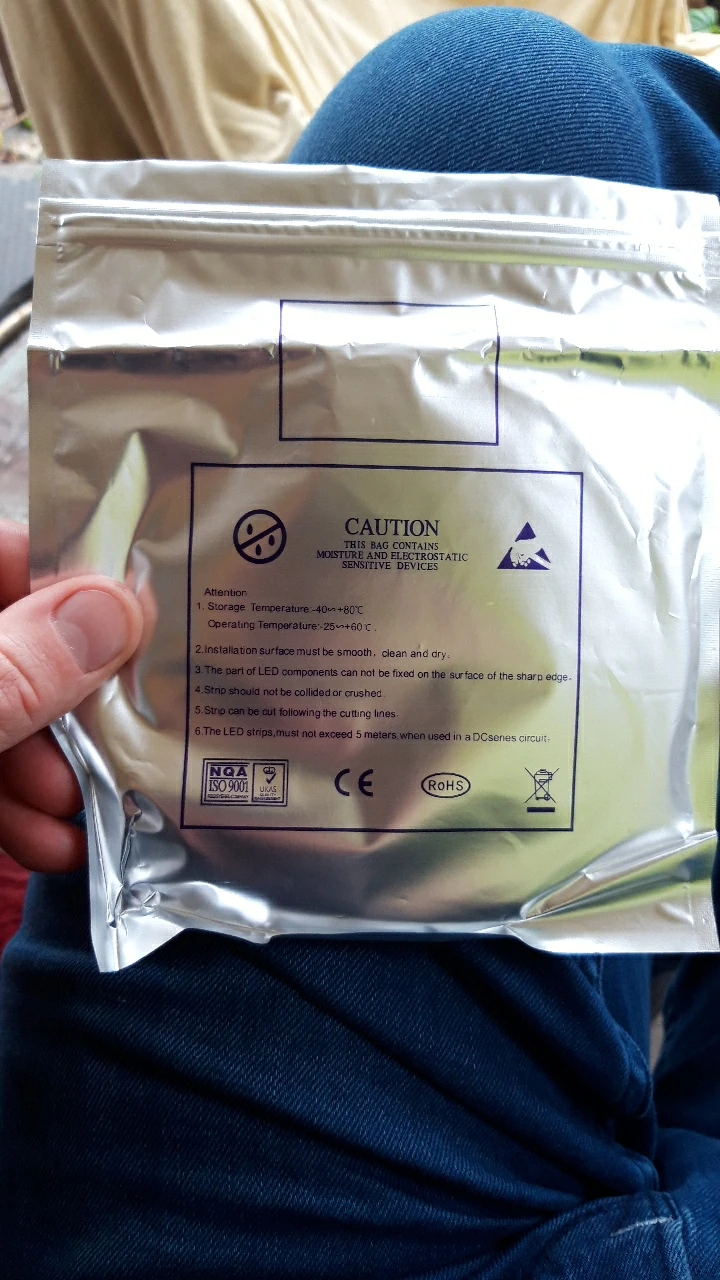 CAUTION
THIS BAG CONTAINS
MOISTURE AND ELECTROSTATIC
SENSITIVE DEVICES
Attention
1. Storage Temperature:-40∽+80℃
Operating Temperature:-25∽+60℃.
2.Installation surface must be smooth, clean and dry.
3.The part of LED components can not be fixed on the surface of the sharp edge.
4.Strip should not be collided or crushed.
5.Strip can be cut following the cutting lines.
6.The LED strips,must not exceed 5 meters,when used in a DCseries circuit.
NQA
ISO 9001
UKAS
QUALITY
CE
RoHS